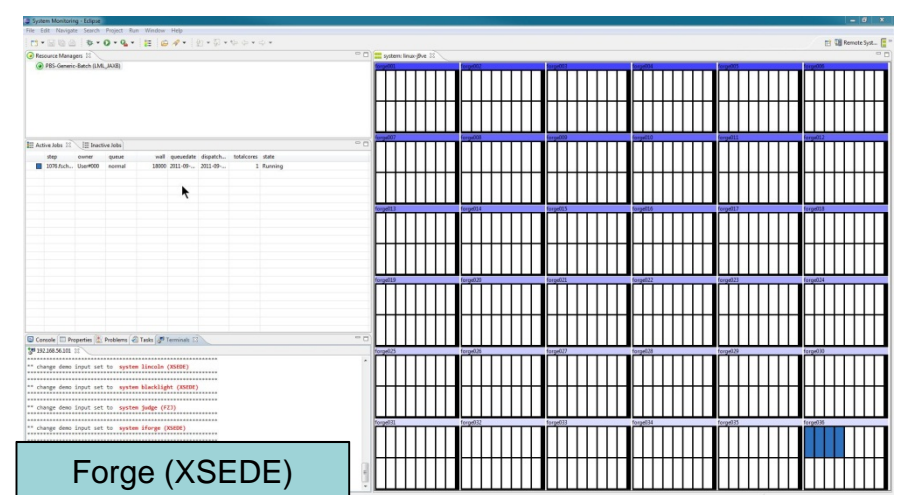 System Monitoring - Eclipse
File Edit Navigate Search Project Run Window Help
Remote Syst...
Resource Managers
PBS-Generic-Batch (LML_JAXB)
Active Jobs Inactive Jobs
step owner queue wall queuedate dispatch... totalcores state
User#000 normal 18000 2011-09-... 2011-09-... 1 Running
Console Properties Problems Tasks Terminals
192.168.56.101
** change demo input set to system lincoln (XSEDE)
** change demo input set to system blacklight (XSEDE)
** change demo input set to system judge (FZJ)
** change demo input set to system iforge (XSEDE)
Forge (XSEDE)
forge001 forge002 forge003 forge004 forge005 forge006
forge007 forge008 forge009 forge010 forge011 forge012
forge013 forge014 forge015 forge016 forge017 forge018
forge019 forge020 forge021 forge022 forge023 forge024
forge025 forge026 forge027 forge028 forge029 forge030
forge031 forge032 forge033 forge034 forge035 forge036